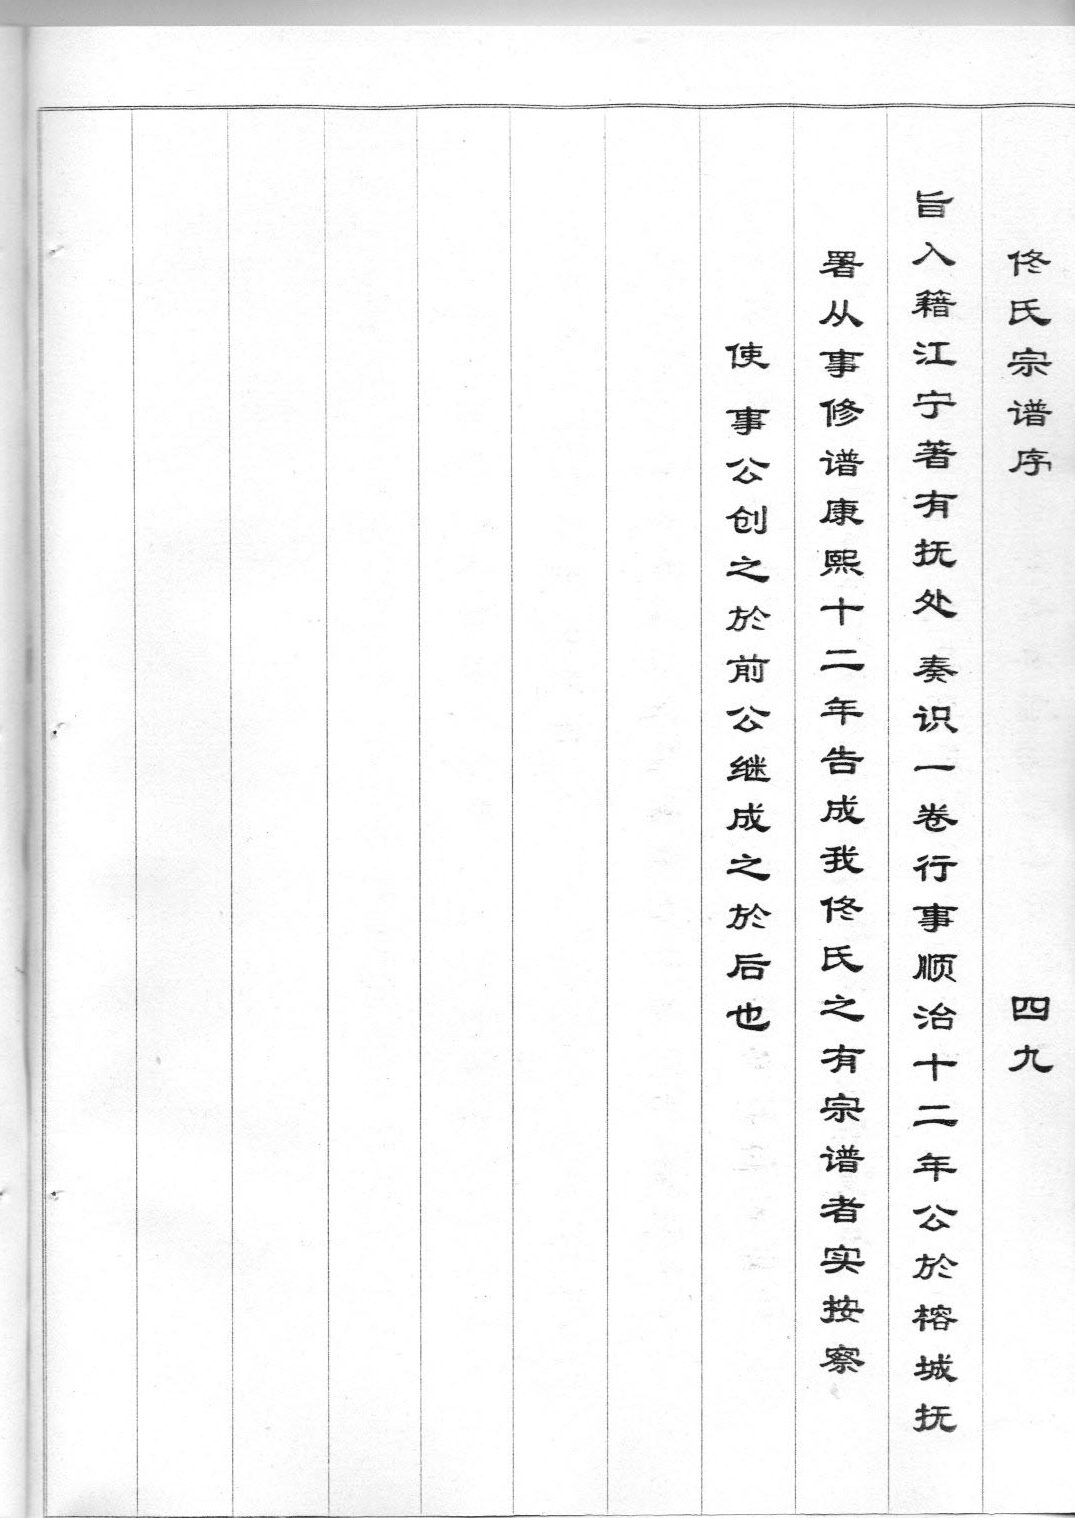 佟氏宗谱序 四九
旨入籍江宁著有抚处 奏识一卷行事顺治十二年公於榕城抚
署从事修谱康熙十二年告成我佟氏之有宗谱者实按察
使 事公创之於前公继成之於后也